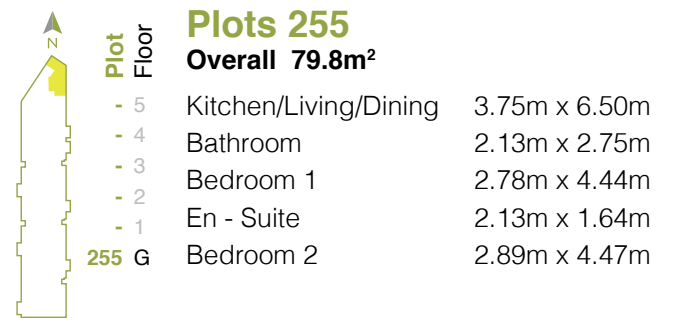 N
Plot
Floor
- 5
- 4
- 3
- 2
- 1
255 G
Plots 255
Overall 79.8m²
Kitchen/Living/Dining 3.75m x 6.50m
Bathroom 2.13m x 2.75m
Bedroom 1 2.78m x 4.44m
En - Suite 2.13m x 1.64m
Bedroom 2 2.89m x 4.47m